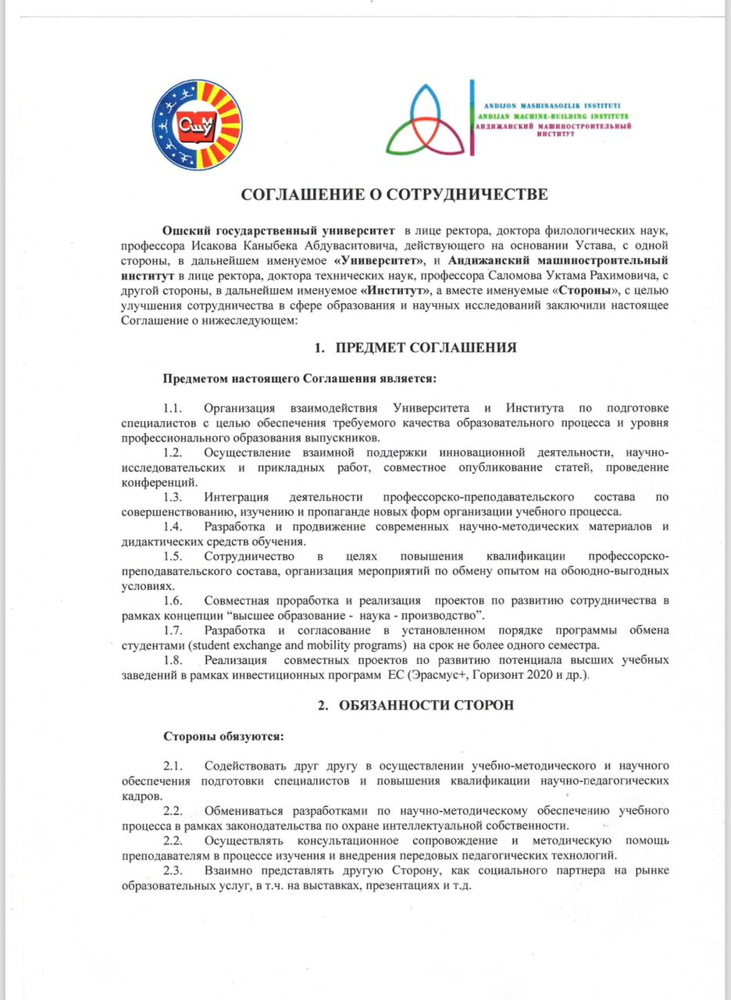 ОшМУ
ANDIJON MASHINASOZLIK INSTITUTI
ANDIJAN MACHINE-BUILDING INSTITUTE
АНДИЖАНСКИЙ МАШИНОСТРОИТЕЛЬНЫЙ
ИНСТИТУТ
СОГЛАШЕНИЕ О СОТРУДНИЧЕСТВЕ
Ошский государственный университет в лице ректора, доктора филологических наук,
профессора Исакова Каныбека Абдуваситовича, действующего на основании Устава, с одной
стороны, в дальнейшем именуемое «Университет», и Андижанский машиностроительный
институт в лице ректора, доктора технических наук, профессора Саломова Уктама Рахимовича, с
другой стороны, в дальнейшем именуемое «Институт», а вместе именуемые «Стороны», с целью
улучшения сотрудничества в сфере образования и научных исследований заключили настоящее
Соглашение о нижеследующем:
1. ПРЕДМЕТ СОГЛАШЕНИЯ
Предметом настоящего Соглашения является:
1.1. Организация взаимодействия Университета и Института по подготовке
специалистов с целью обеспечения требуемого качества образовательного процесса и уровня
профессионального образования выпускников.
1.2. Осуществление взаимной поддержки инновационной деятельности, научно-
исследовательских и прикладных работ, совместное опубликование статей, проведение
конференций.
1.3. Интеграция деятельности профессорско-преподавательского состава по
совершенствованию, изучению и пропаганде новых форм организации учебного процесса.
1.4. Разработка и продвижение современных научно-методических материалов и
дидактических средств обучения.
1.5. Сотрудничество в целях повышения квалификации профессорско-
преподавательского состава, организация мероприятий по обмену опытом на обоюдно-выгодных
условиях.
1.6. Совместная проработка и реализация проектов по развитию сотрудничества в
рамках концепции “высшее образование - наука - производство”.
1.7. Разработка и согласование в установленном порядке программы обмена
студентами (student exchange and mobility programs) на срок не более одного семестра.
1.8. Реализация совместных проектов по развитию потенциала высших учебных
заведений в рамках инвестиционных программ ЕС (Эрасмус+, Горизонт 2020 и др.).
2. ОБЯЗАННОСТИ СТОРОН
Стороны обязуются:
2.1. Содействовать друг другу в осуществлении учебно-методического и научного
обеспечения подготовки специалистов и повышения квалификации научно-педагогических
кадров.
2.2. Обмениваться разработками по научно-методическому обеспечению учебного
процесса в рамках законодательства по охране интеллектуальной собственности.
2.2. Осуществлять консультационное сопровождение и методическую помощь
преподавателям в процессе изучения и внедрения передовых педагогических технологий.
2.3. Взаимно представлять другую Сторону, как социального партнера на рынке
образовательных услуг, в т.ч. на выставках, презентациях и т.д.